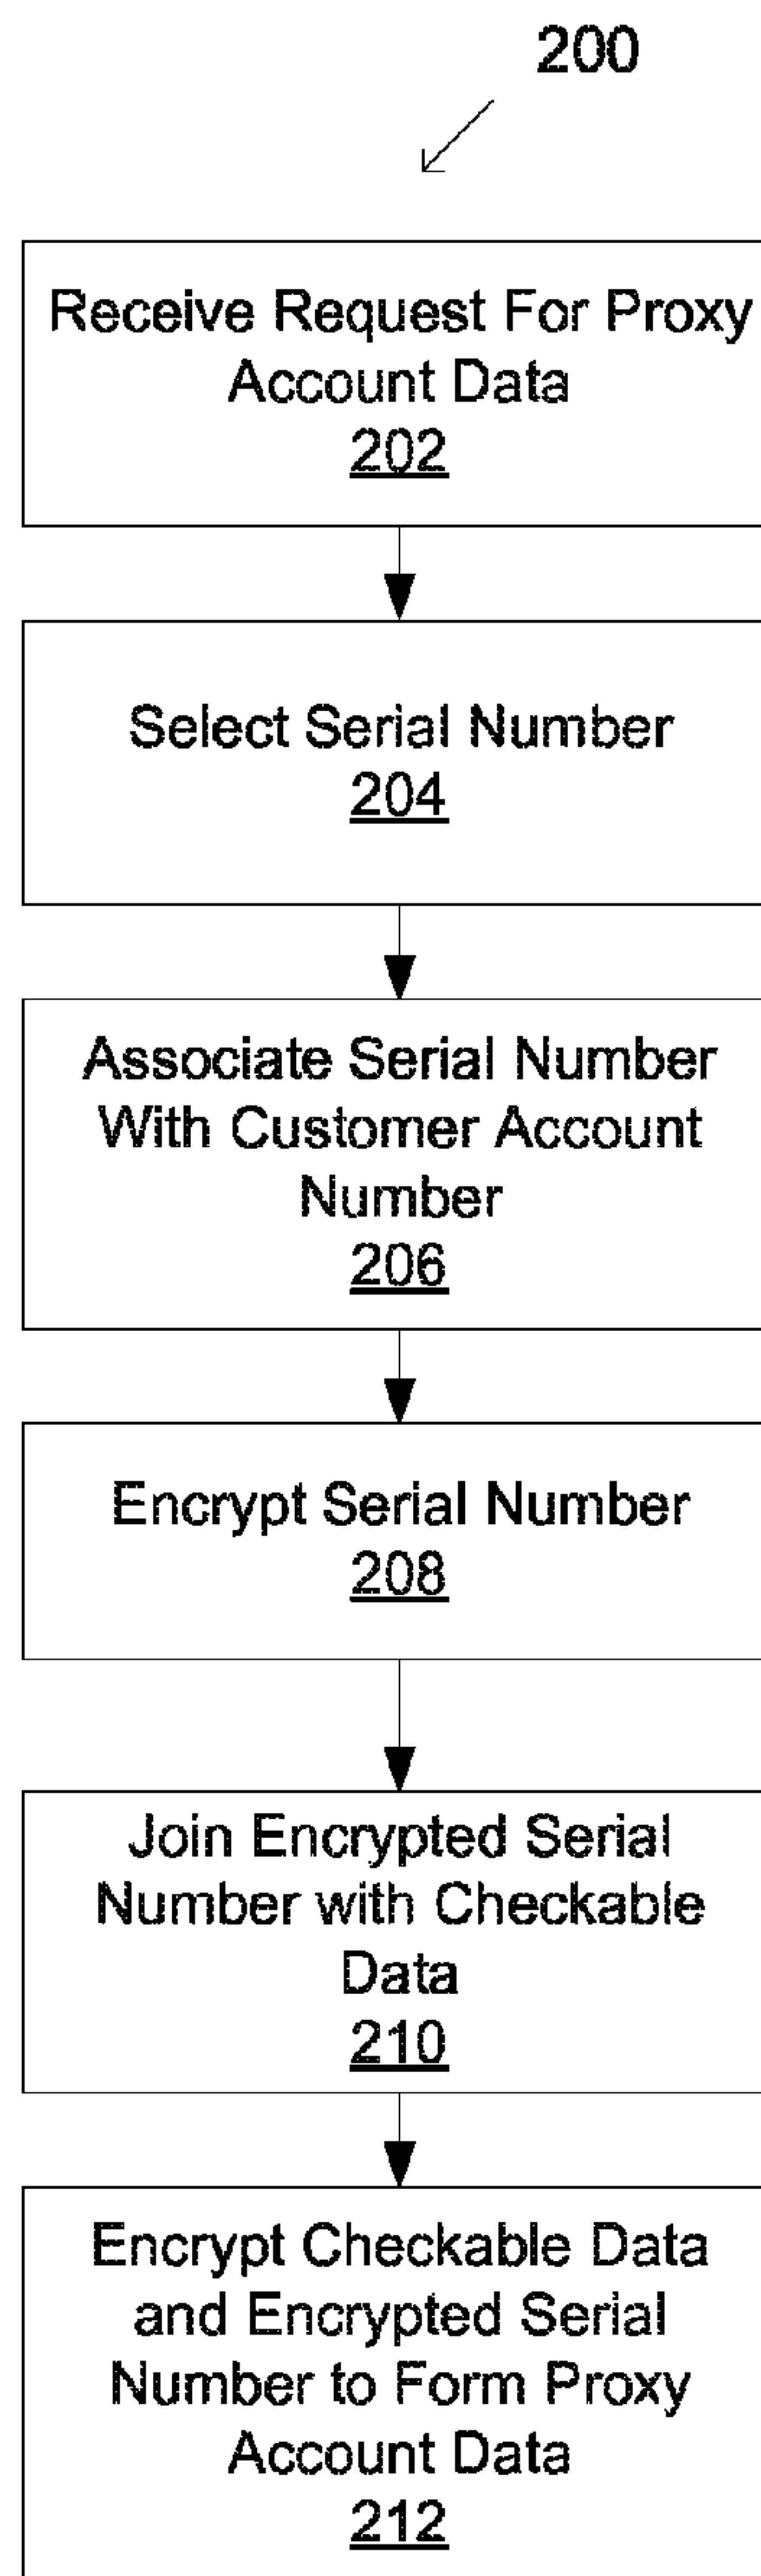 200
Receive Request For Proxy
Account Data
202
Select Serial Number
204
Associate Serial Number
With Customer Account
Number
206
Encrypt Serial Number
208
Join Encrypted Serial
Number with Checkable
Data
210
Encrypt Checkable Data
and Encrypted Serial
Number to Form Proxy
Account Data
212